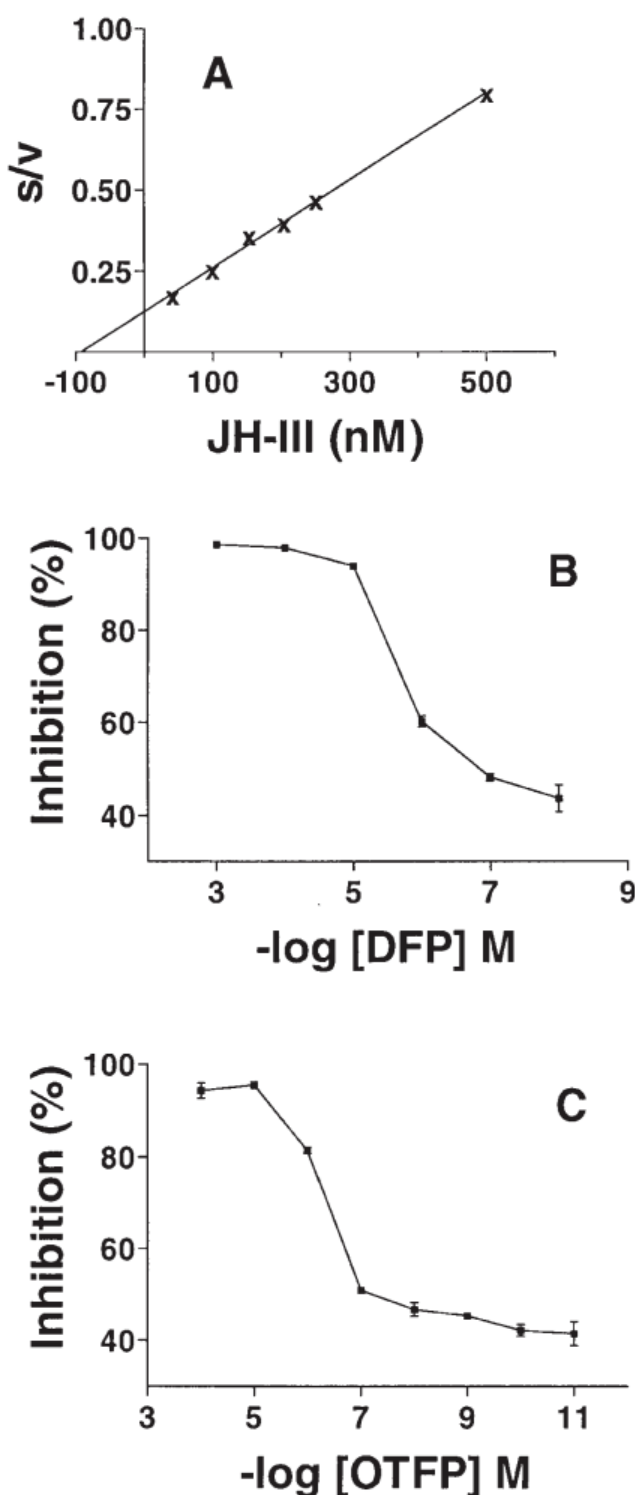 A
1.00
0.75
0.50
0.25
s/v
-100 100 300 500
JH-III (nM)
B
100
80
60
40
Inhibition (%)
3 5 7 9
-log [DFP] M
C
100
80
60
40
Inhibition (%)
3 5 7 9 11
-log [OTFP] M